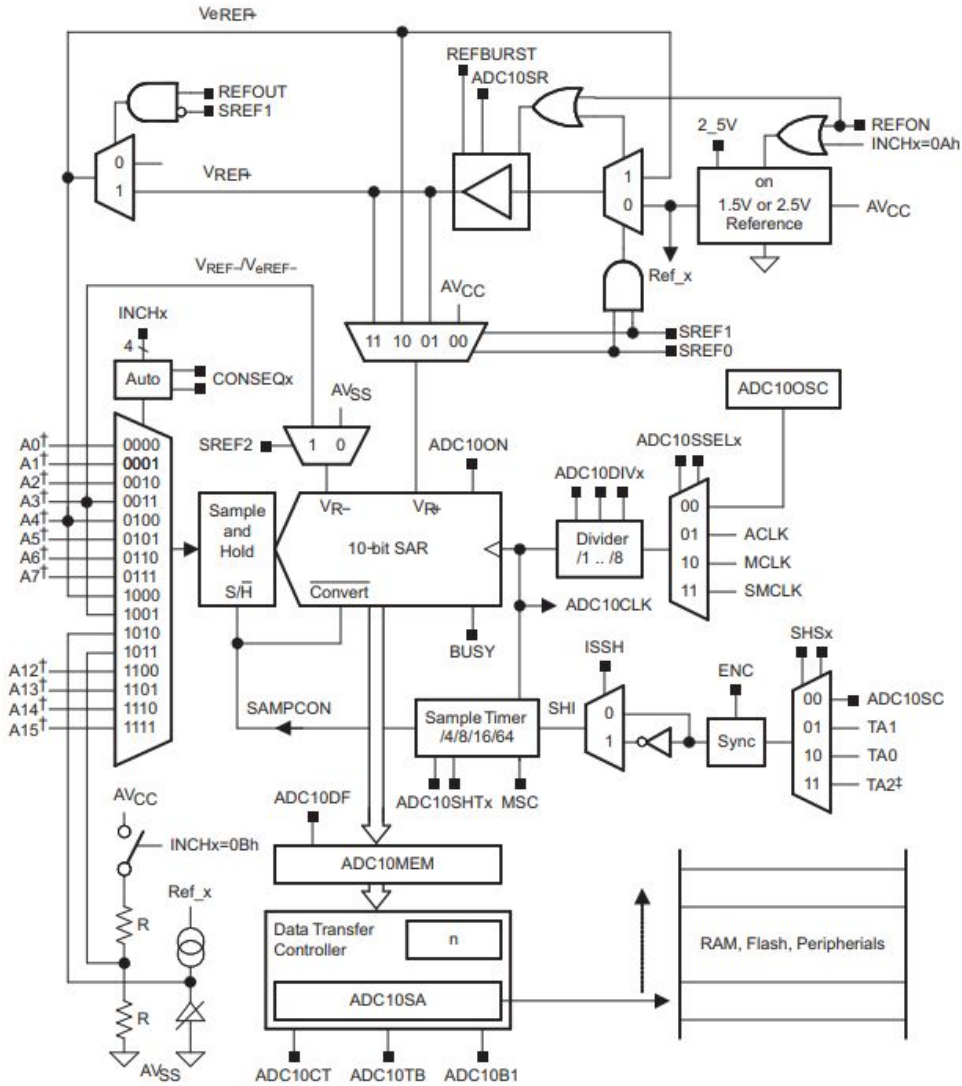 VeREF+
REFBURST
ADC10SR
REFOUT
SREF1
2_5V
REFON
INCHx=0Ah
0
1
VREF+
1
0
on
1.5V or 2.5V
Reference
AVCC
Ref_x
VREF–/VeREF–
AVCC
INCHx
4
11 10 01 00
SREF1
SREF0
Auto
CONSEQx
AVSS
ADC10OSC
SREF2
1 0
ADC10ON
ADC10SSELx
A0† 0000
A1† 0001
A2† 0010
A3† 0011
A4† 0100
A5† 0101
A6† 0110
A7† 0111
1000
1001
1010
1011
A12† 1100
A13† 1101
A14† 1110
A15† 1111
Sample
and
Hold
S/H
VR–
VR+
10-bit SAR
Convert
ADC10DIVx
Divider
/1 .. /8
00
01 ACLK
10 MCLK
11 SMCLK
ADC10CLK
BUSY
ISSH
ENC
SHSx
SAMPCON
Sample Timer
/4/8/16/64
SHI
0
1
Sync
00 ADC10SC
01 TA1
10 TA0
11 TA2‡
ADC10SHTx
MSC
ADC10DF
AVCC
INCHx=0Bh
ADC10MEM
Ref_x
R
Data Transfer
Controller
n
RAM, Flash, Peripherials
ADC10SA
R
AVSS
ADC10CT
ADC10TB
ADC10B1